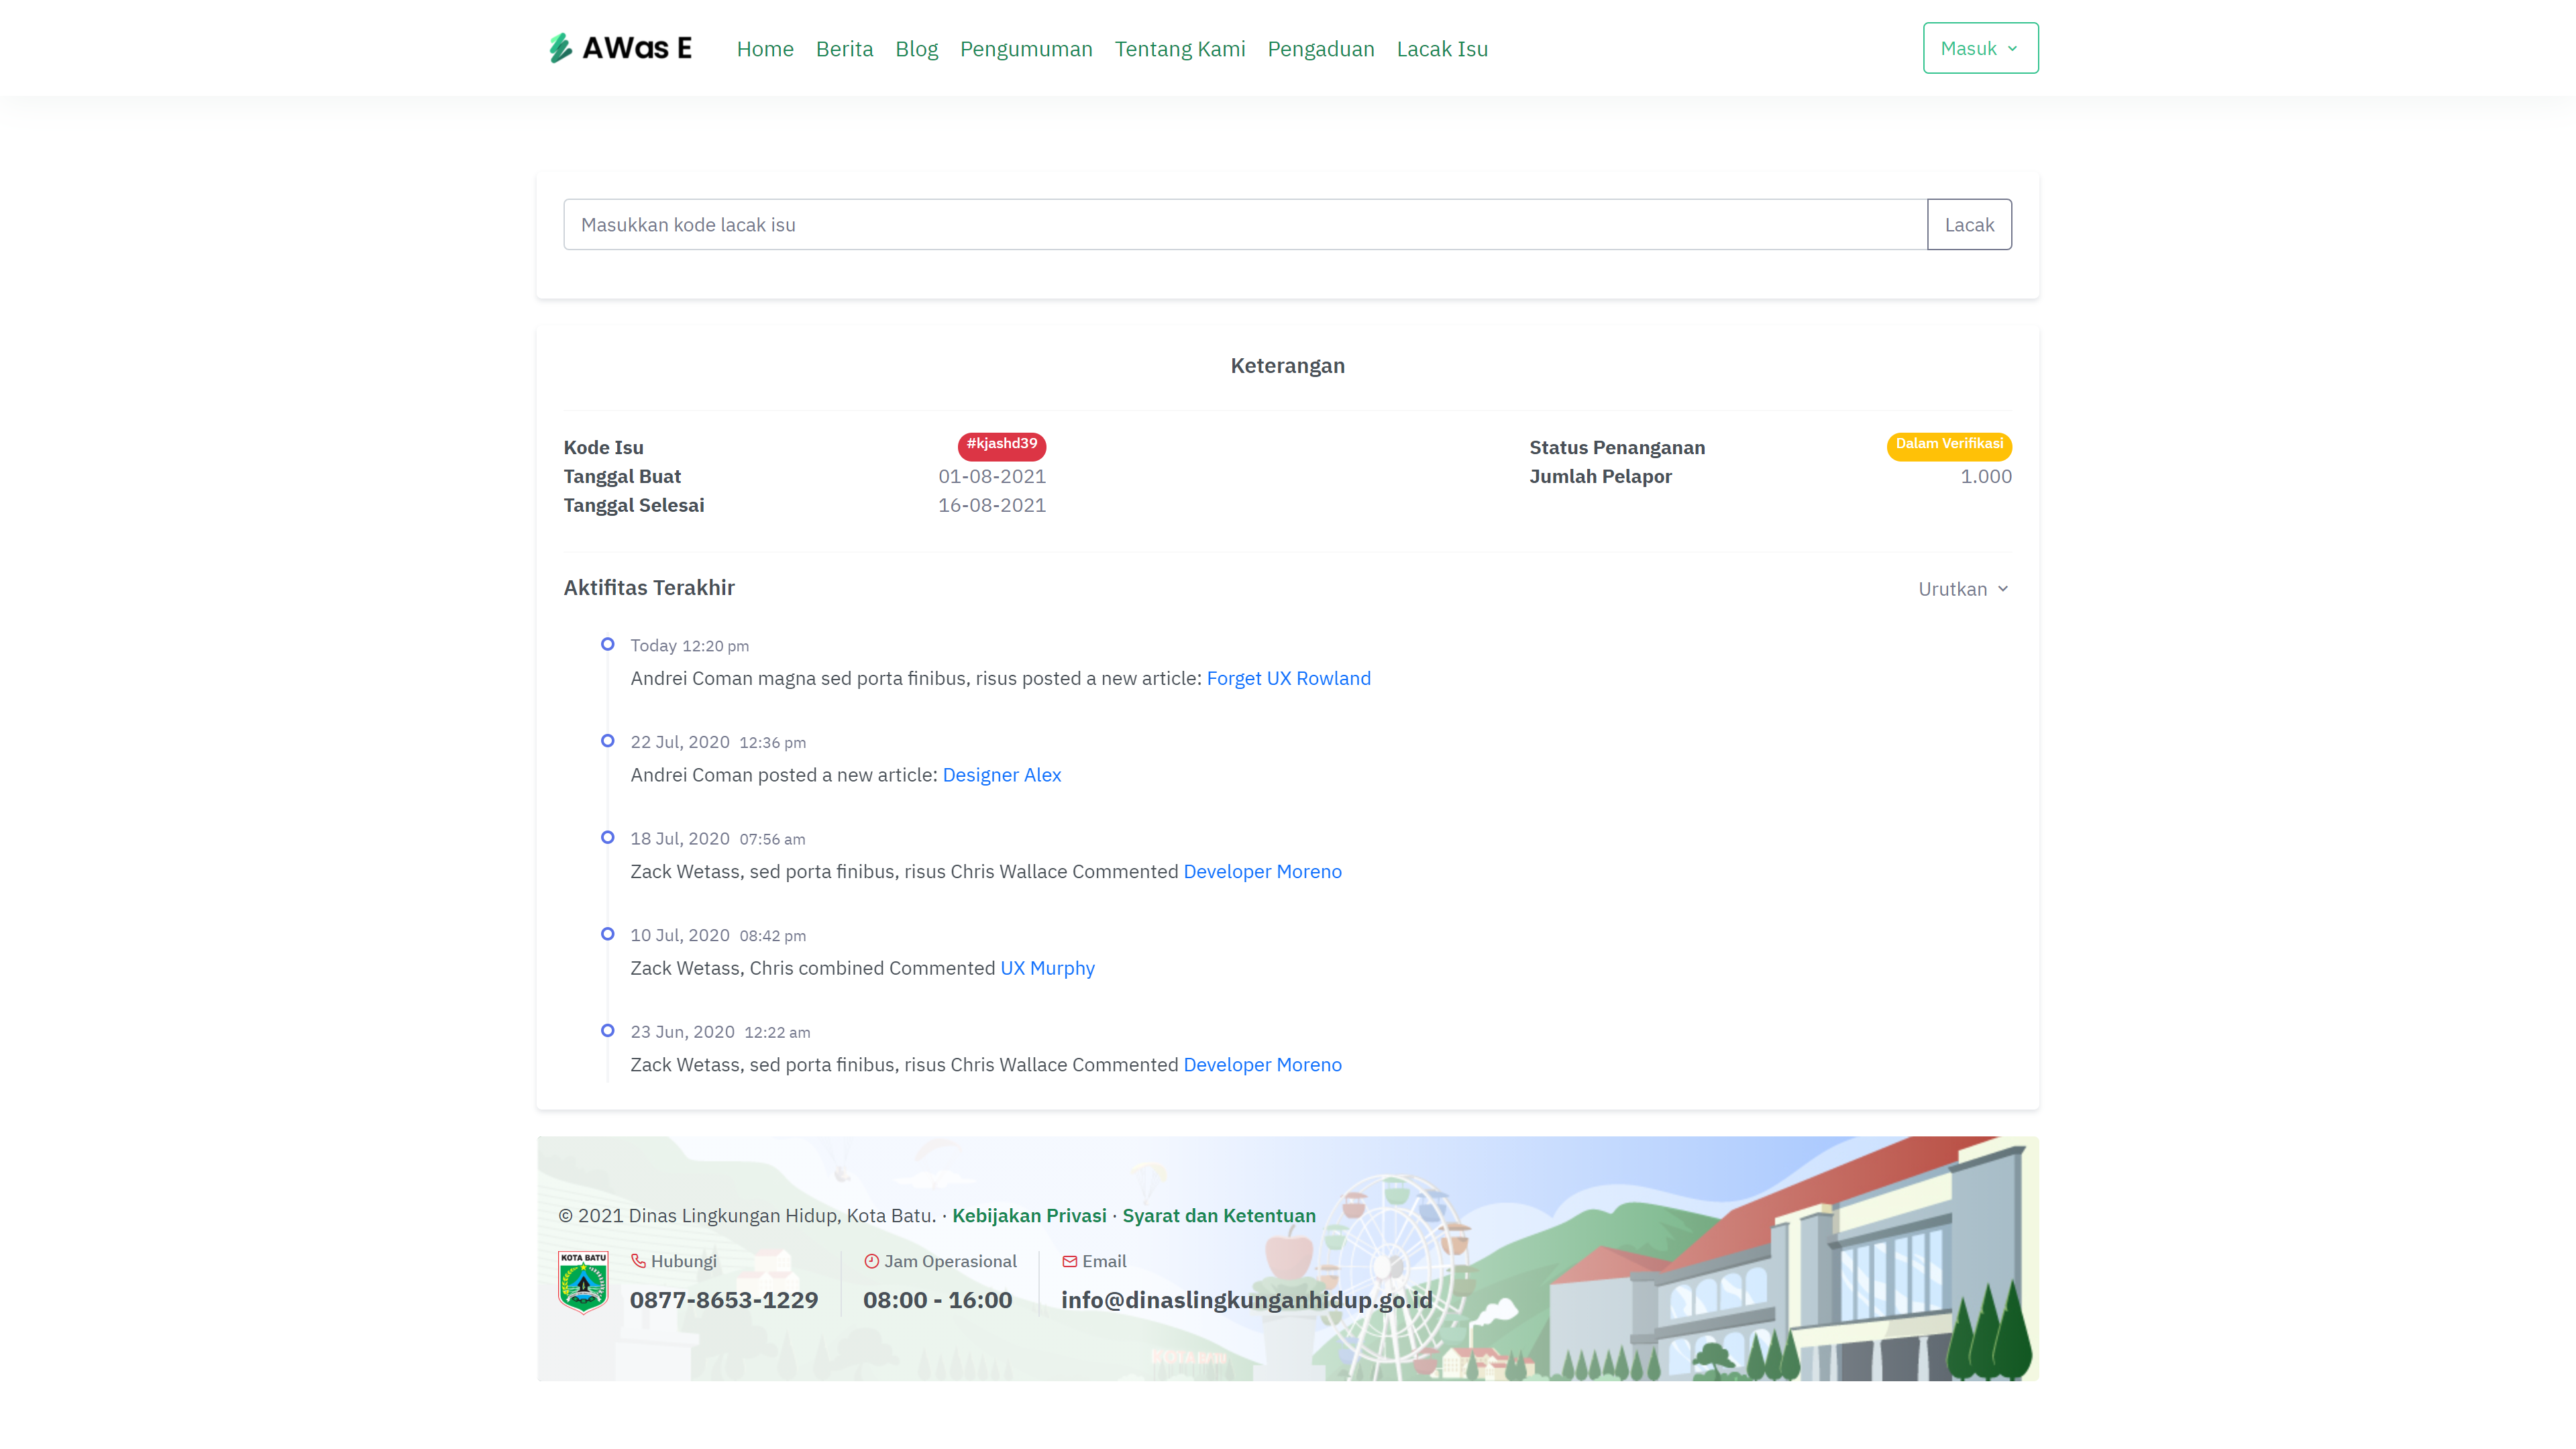 AWas E Home Berita Blog Pengumuman Tentang Kami Pengaduan Lacak Isu Masuk
Masukkan kode lacak isu Lacak
Keterangan
Kode Isu #kjashd39 Status Penanganan Dalam Verifikasi
Tanggal Buat 01-08-2021 Jumlah Pelapor 1.000
Tanggal Selesai 16-08-2021
Aktifitas Terakhir Urutkan
Today 12:20 pm
Andrei Coman magna sed porta finibus, risus posted a new article: Forget UX Rowland
22 Jul, 2020 12:36 pm
Andrei Coman posted a new article: Designer Alex
18 Jul, 2020 07:56 am
Zack Wetass, sed porta finibus, risus Chris Wallace Commented Developer Moreno
10 Jul, 2020 08:42 pm
Zack Wetass, Chris combined Commented UX Murphy
23 Jun, 2020 12:22 am
Zack Wetass, sed porta finibus, risus Chris Wallace Commented Developer Moreno
© 2021 Dinas Lingkungan Hidup, Kota Batu. · Kebijakan Privasi · Syarat dan Ketentuan
KOTA BATU Hubungi Jam Operasional Email
0877-8653-1229 08:00 - 16:00 info@dinaslingkunganhidup.go.id